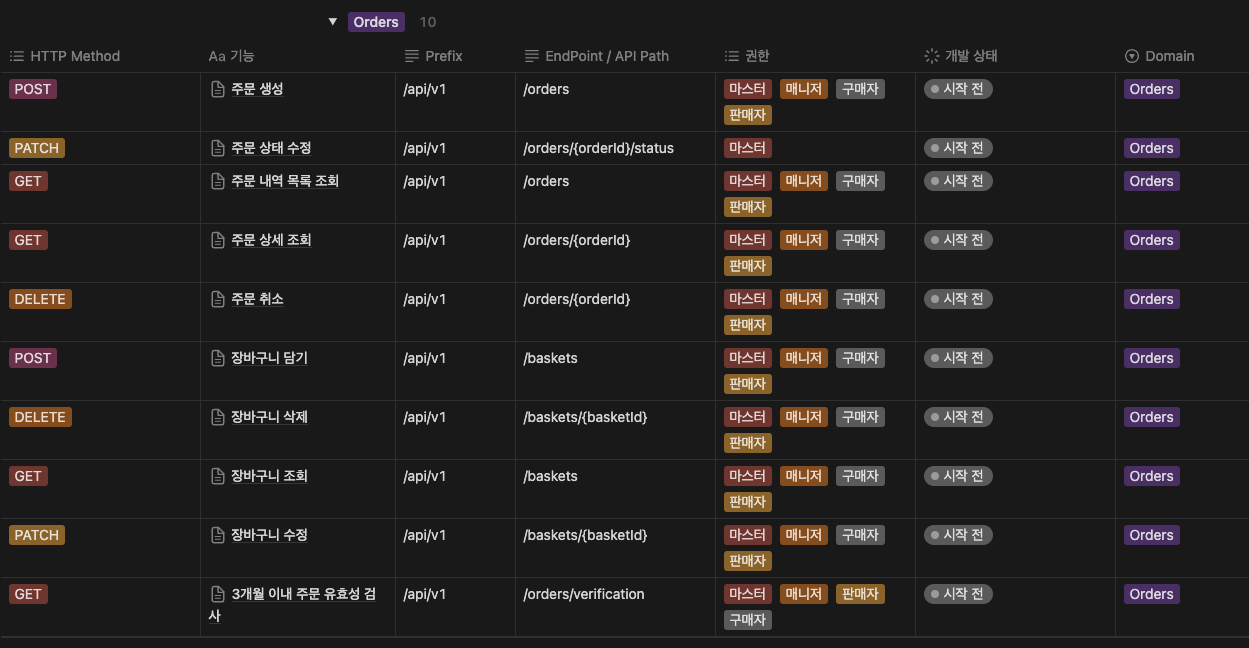 Orders 10
HTTP Method Aa 기능 Prefix EndPoint / API Path 권한 개발 상태 Domain
POST 주문 생성 /api/v1 /orders 마스터 매니저 구매자 시작 전 Orders
판매자
PATCH 주문 상태 수정 /api/v1 /orders/{orderId}/status 마스터 시작 전 Orders
GET 주문 내역 목록 조회 /api/v1 /orders 마스터 매니저 구매자 시작 전 Orders
판매자
GET 주문 상세 조회 /api/v1 /orders/{orderId} 마스터 매니저 구매자 시작 전 Orders
판매자
DELETE 주문 취소 /api/v1 /orders/{orderId} 마스터 매니저 구매자 시작 전 Orders
판매자
POST 장바구니 담기 /api/v1 /baskets 마스터 매니저 구매자 시작 전 Orders
판매자
DELETE 장바구니 삭제 /api/v1 /baskets/{basketId} 마스터 매니저 구매자 시작 전 Orders
판매자
GET 장바구니 조회 /api/v1 /baskets 마스터 매니저 구매자 시작 전 Orders
판매자
PATCH 장바구니 수정 /api/v1 /baskets/{basketId} 마스터 매니저 구매자 시작 전 Orders
판매자
GET 3개월 이내 주문 유효성 검 /api/v1 /orders/verification 마스터 매니저 판매자 시작 전 Orders
사 구매자